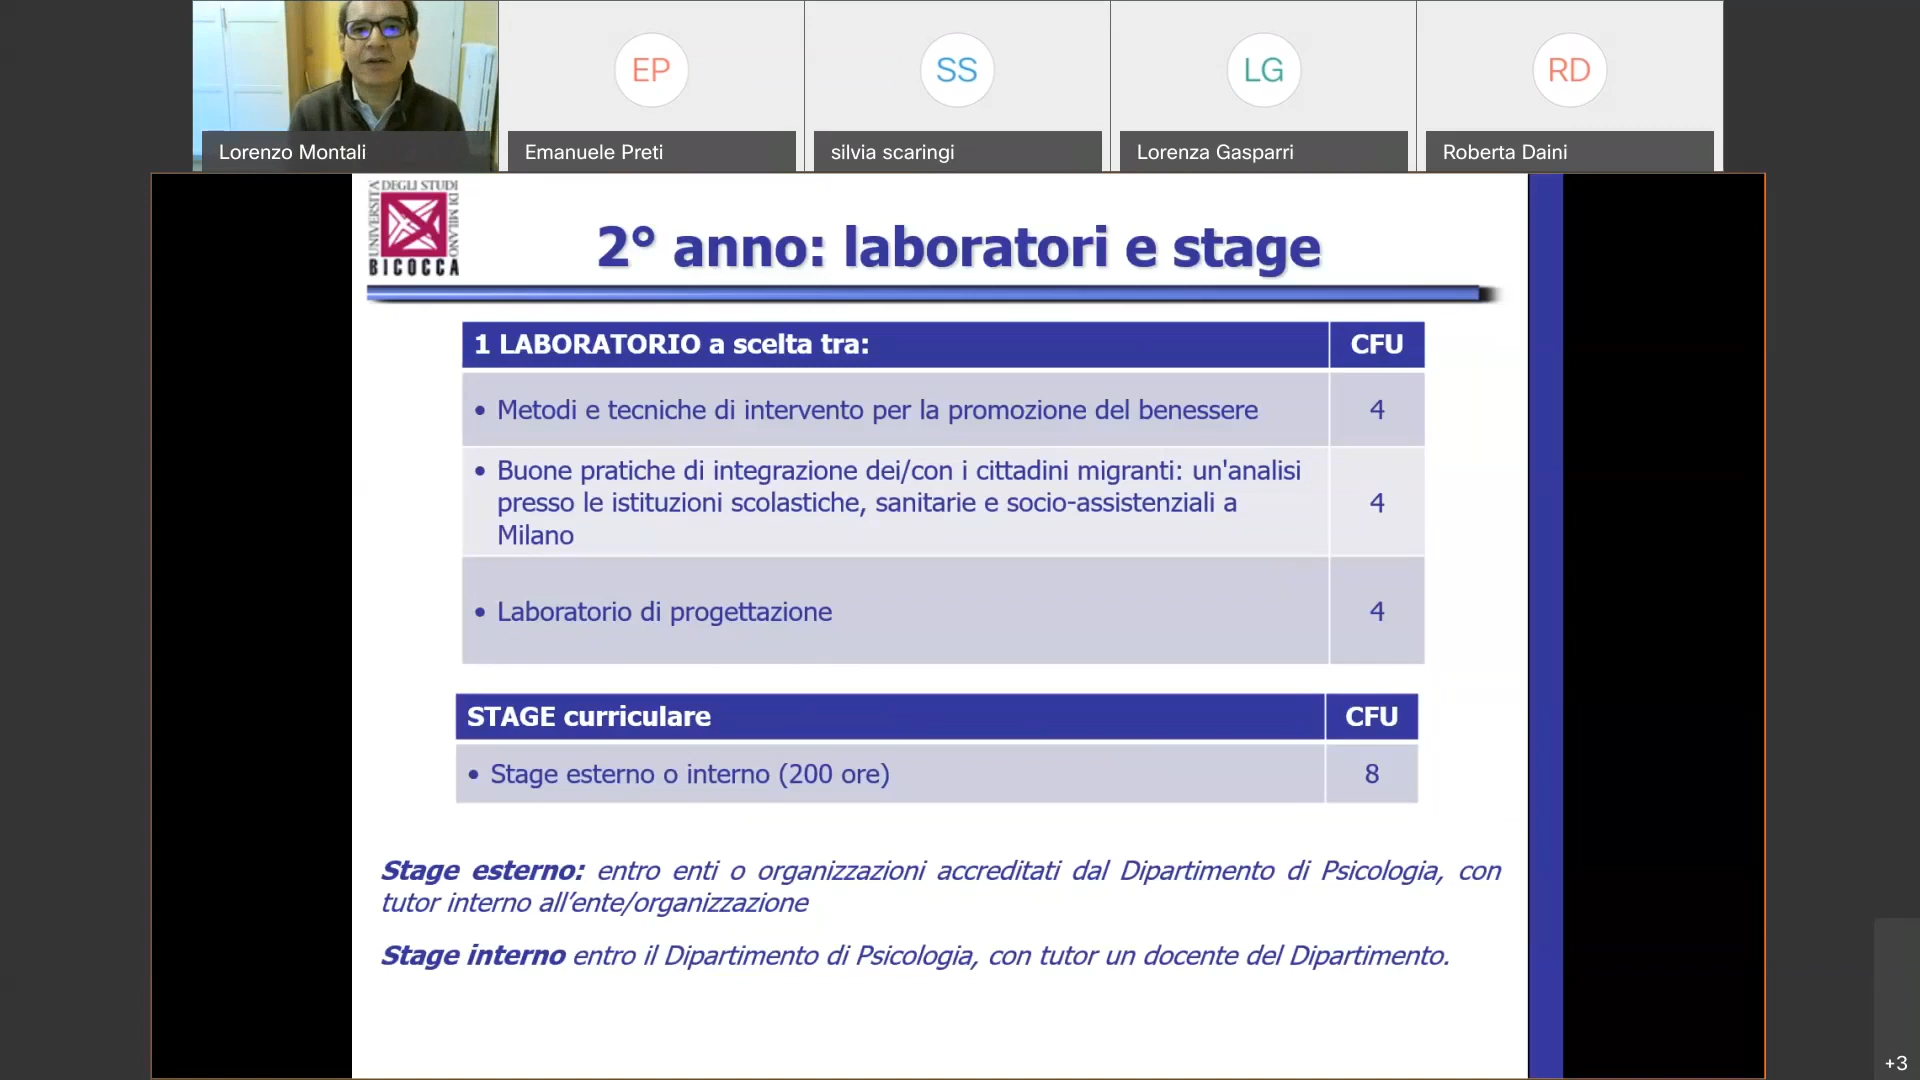 EP
SS
LG
RD
Lorenzo Montali
Emanuele Preti
silvia scaringi
Lorenza Gasparri
Roberta Daini
UNIVERSITÀ
DEGLI STUDI
DI MILANO
BICOCCA
2° anno: laboratori e stage
1 LABORATORIO a scelta tra: CFU
• Metodi e tecniche di intervento per la promozione del benessere 4
• Buone pratiche di integrazione dei/con i cittadini migranti: un'analisi
presso le istituzioni scolastiche, sanitarie e socio-assistenziali a 4
Milano
• Laboratorio di progettazione 4
STAGE curriculare CFU
• Stage esterno o interno (200 ore) 8
Stage esterno: entro enti o organizzazioni accreditati dal Dipartimento di Psicologia, con
tutor interno all’ente/organizzazione
Stage interno entro il Dipartimento di Psicologia, con tutor un docente del Dipartimento.
+3